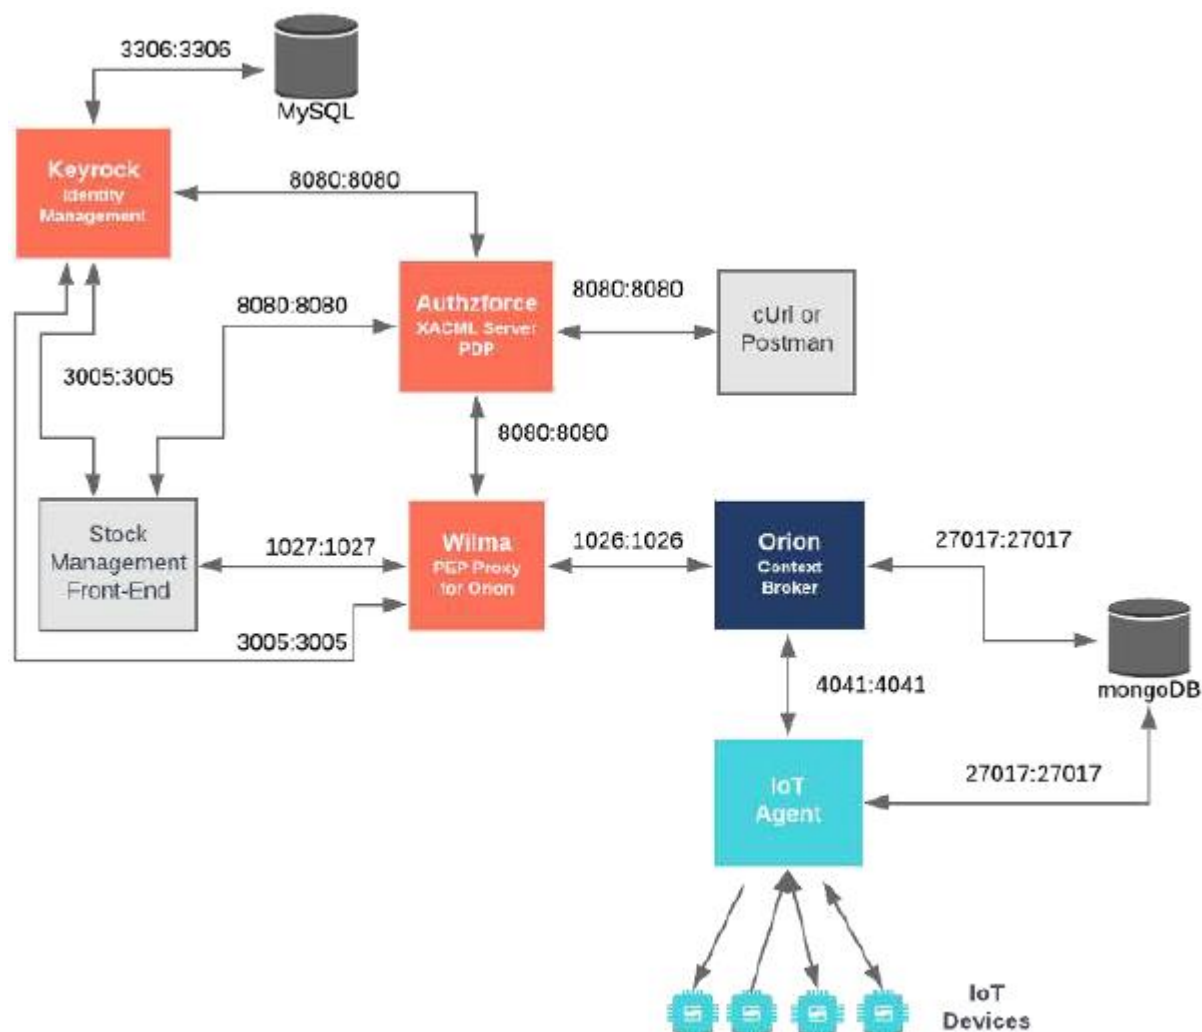 3306:3306
MySQL
Keyrock
Identity
Management
8080:8080
8080:8080
Authzforce
XACML Server
PDP
8080:8080
cUrl or
Postman
3005:3005
8080:8080
Stock
Management
Front-End
1027:1027
Wilma
PEP Proxy
for Orion
1026:1026
Orion
Context
Broker
27017:27017
3005:3005
4041:4041
mongoDB
IoT
Agent
27017:27017
IoT
Devices